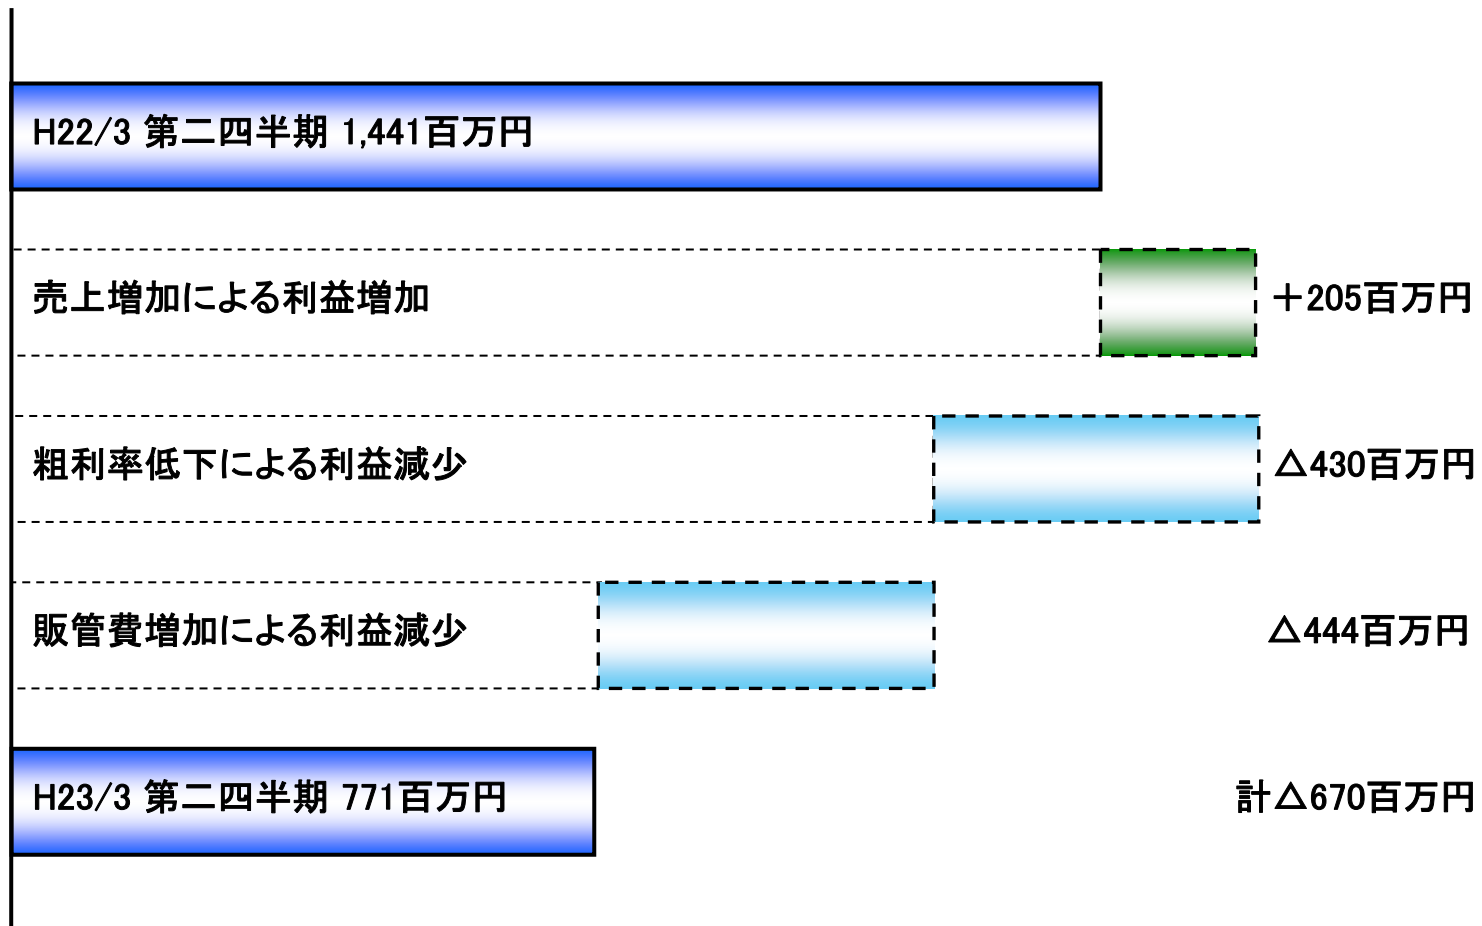 H22/3 第二四半期 1,441百万円
売上増加による利益増加 ＋205百万円
粗利率低下による利益減少 △430百万円
販管費増加による利益減少 △444百万円
H23/3 第二四半期 771百万円 計△670百万円